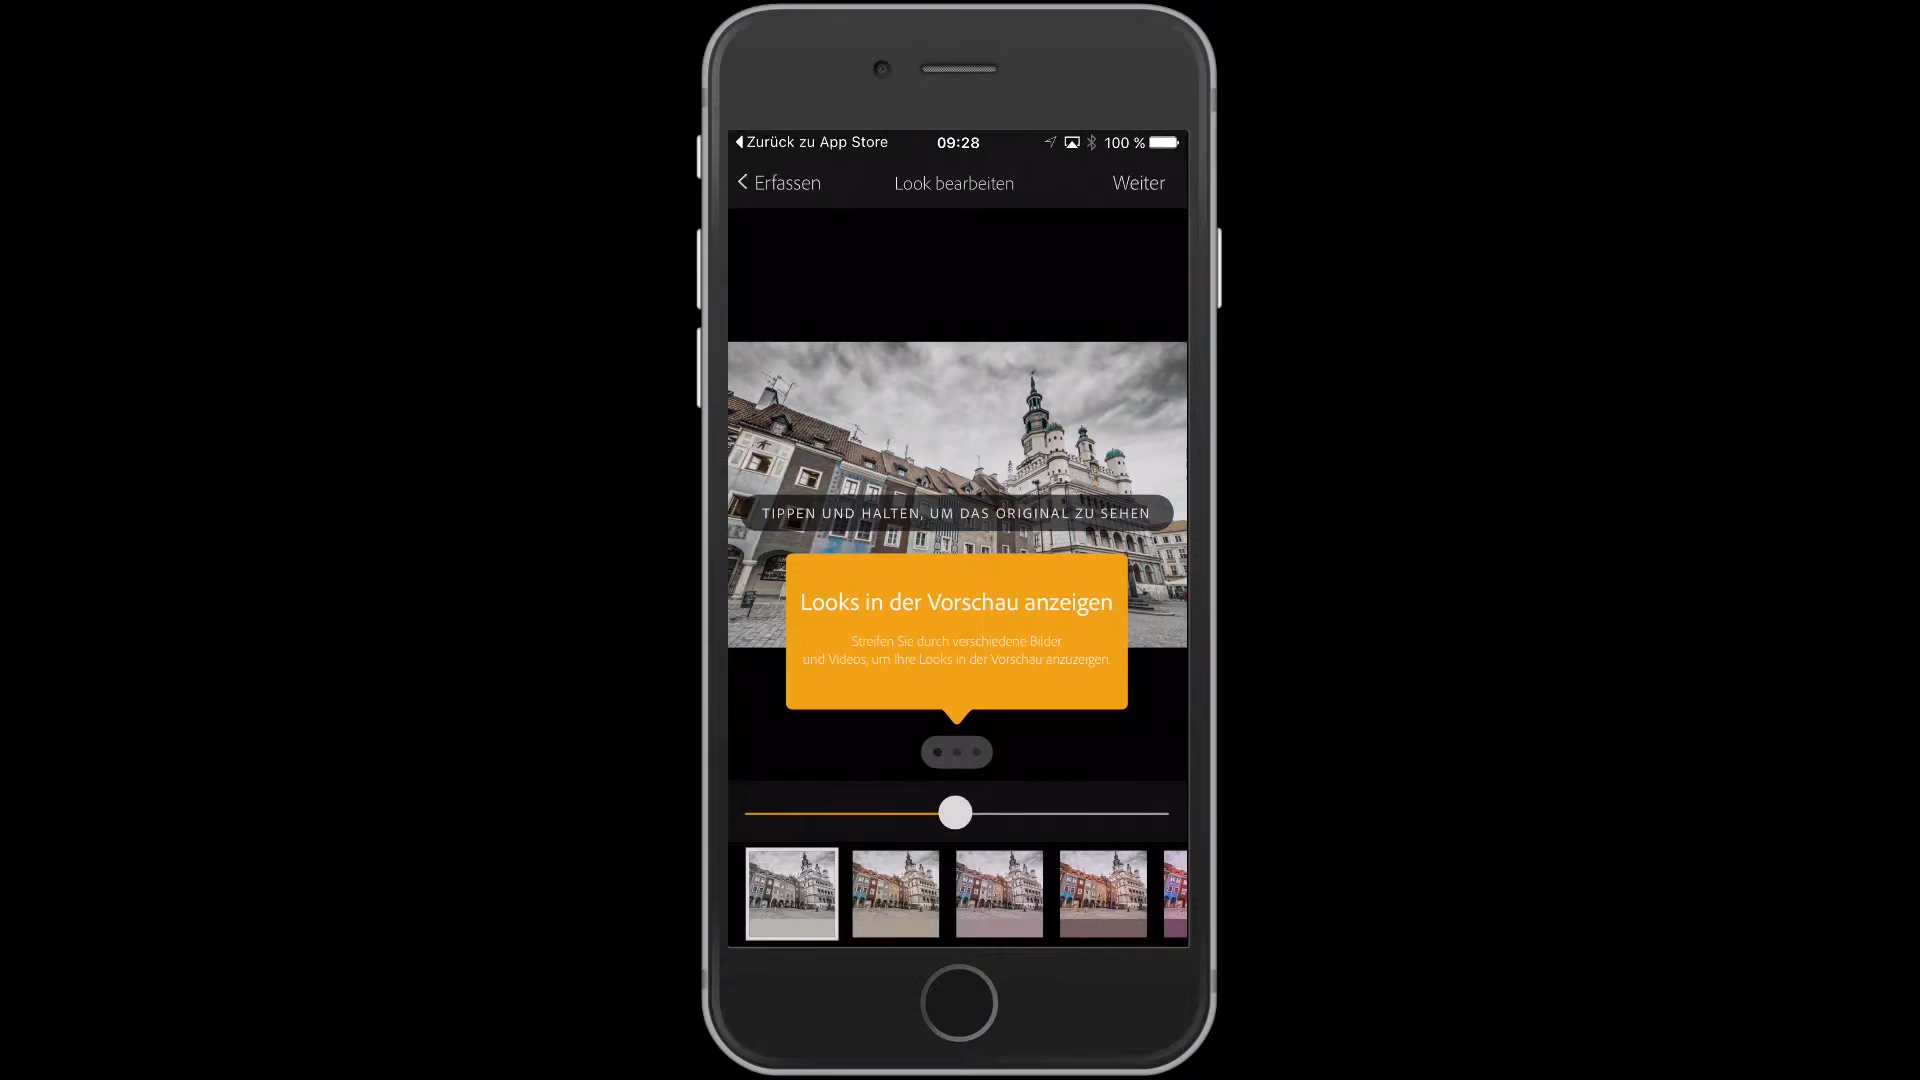 Zurück zu App Store
09:28
100 %
Erfassen
Look bearbeiten
Weiter
TIPPEN UND HALTEN, UM DAS ORIGINAL ZU SEHEN
Looks in der Vorschau anzeigen
Streifen Sie durch verschiedene Bilder
und Videos, um Ihre Looks in der Vorschau anzuzeigen.